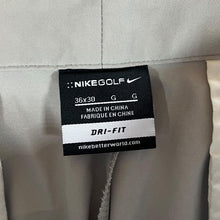 ::NIKEGOLF
36x30 G G
MADE IN CHINA
FABRIQUÉ EN CHINE
DRI-FIT
nikebetterworld.com